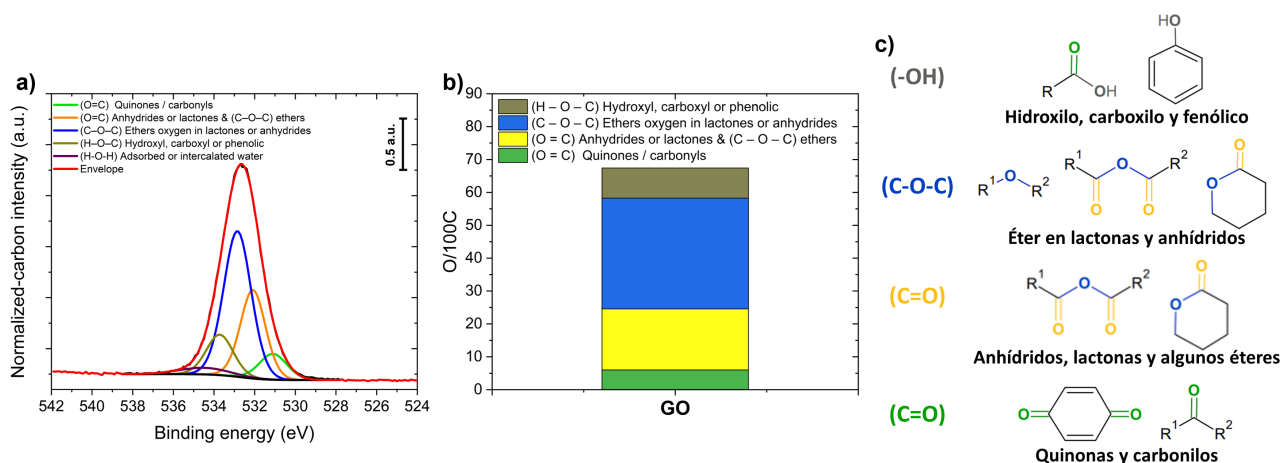 a)
Normalized-carbon intensity (a.u.)
(O=C) Quinones / carbonyls
(O=C) Anhydrides or lactones & (C–O–C) ethers
(C–O–C) Ethers oxygen in lactones or anhydrides
(H–O–C) Hydroxyl, carboxyl or phenolic
(H-O-H) Adsorbed or intercalated water
Envelope
0.5 a.u.
542 540 538 536 534 532 530 528 526 524
Binding energy (eV)
b)
O/100C
90
80
70
60
50
40
30
20
10
0
(H – O – C) Hydroxyl, carboxyl or phenolic
(C – O – C) Ethers oxygen in lactones or anhydrides
(O = C) Anhydrides or lactones & (C – O – C) ethers
(O = C) Quinones / carbonyls
GO
c)
(-OH)
O
R OH
HO
Hidroxilo, carboxilo y fenólico
(C-O-C)
R1 O R2
R1 O R2
O O
O O
Éter en lactonas y anhídridos
(C=O)
R1 O R2
O O
O O
Anhídridos, lactonas y algunos éteres
(C=O)
O O
O
R1 R2
Quinonas y carbonilos